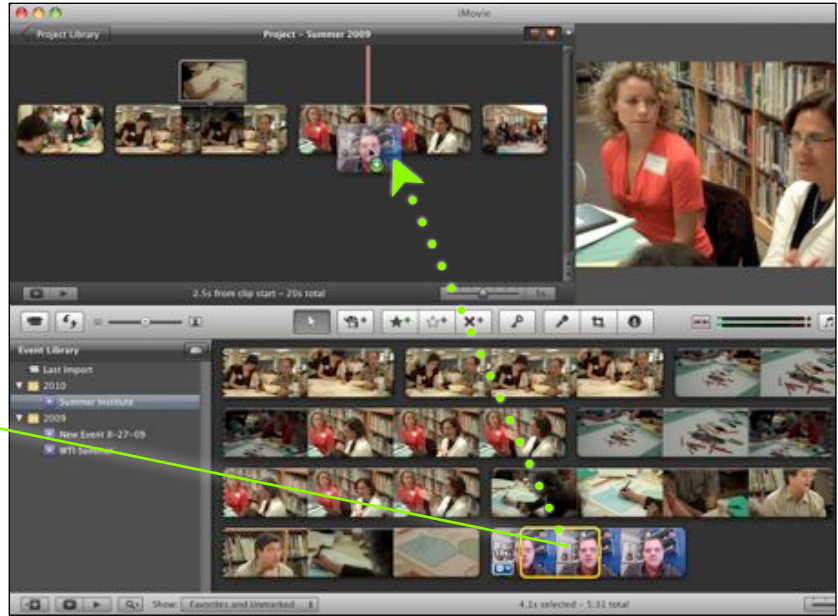 iMovie
Project Library
Project – Summer 2009
2.5s from clip start – 20s total
5s
Event Library
Last Import
2010
Summer Institute
2009
New Event 8-27-09
WTI Summer
Show: Favorites and Unmarked
4.1s selected – 5:31 total